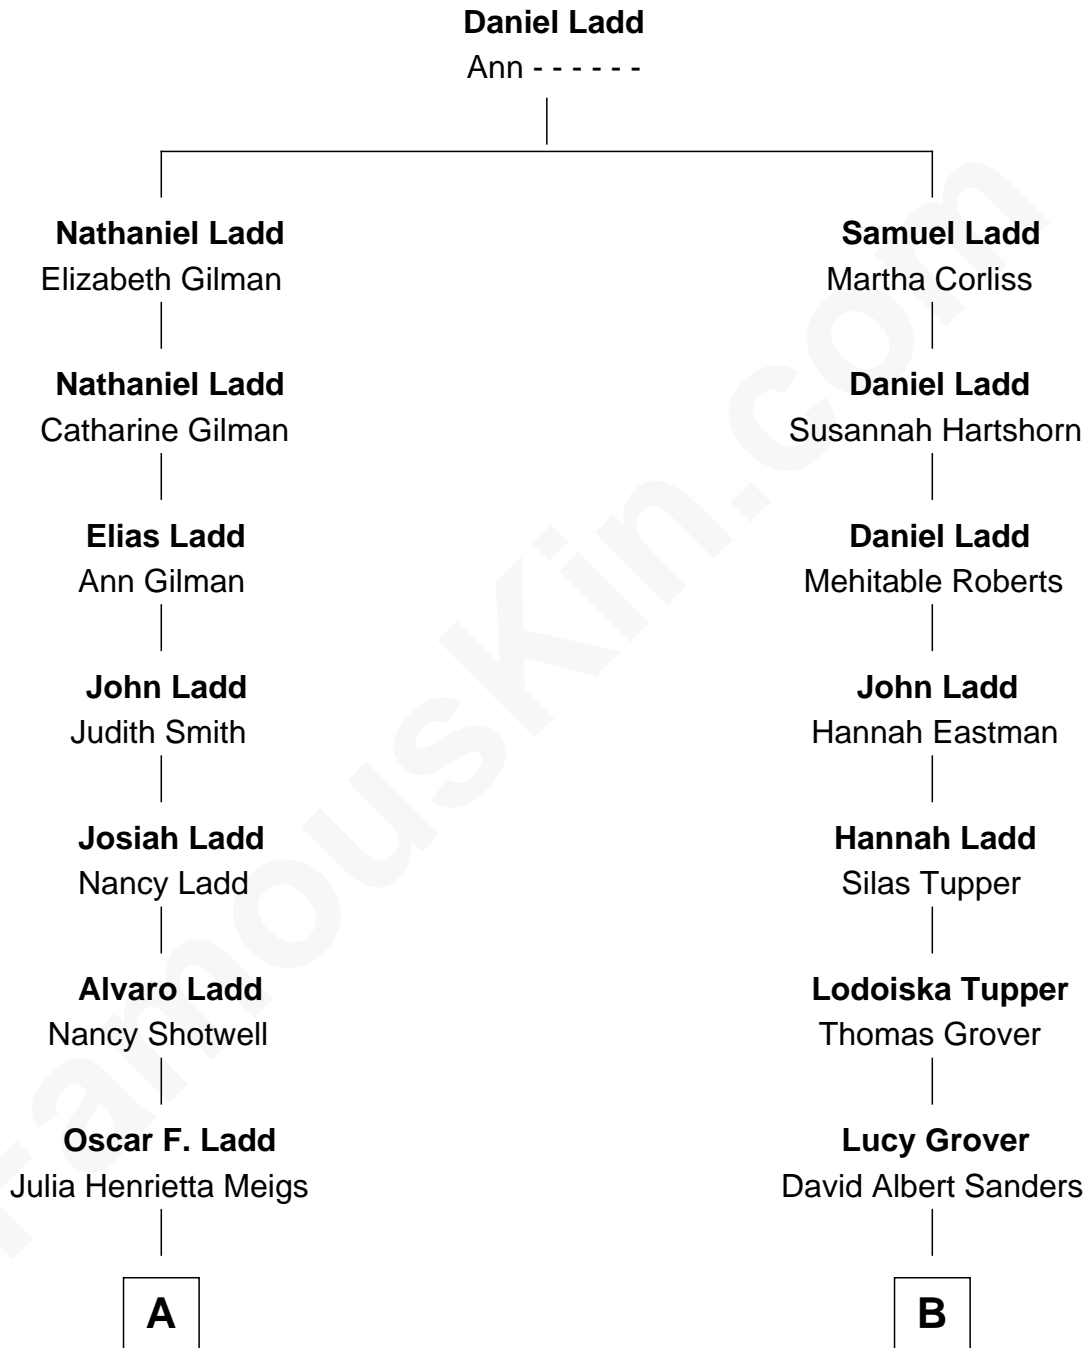 Daniel Ladd
Ann - - - - - -
Nathaniel Ladd
Elizabeth Gilman
Samuel Ladd
Martha Corliss
Nathaniel Ladd
Catharine Gilman
Daniel Ladd
Susannah Hartshorn
Elias Ladd
Ann Gilman
Daniel Ladd
Mehitable Roberts
John Ladd
Judith Smith
John Ladd
Hannah Eastman
Josiah Ladd
Nancy Ladd
Hannah Ladd
Silas Tupper
Alvaro Ladd
Nancy Shotwell
Lodoiska Tupper
Thomas Grover
Oscar F. Ladd
Julia Henrietta Meigs
Lucy Grover
David Albert Sanders
A
B
FamousKin.com